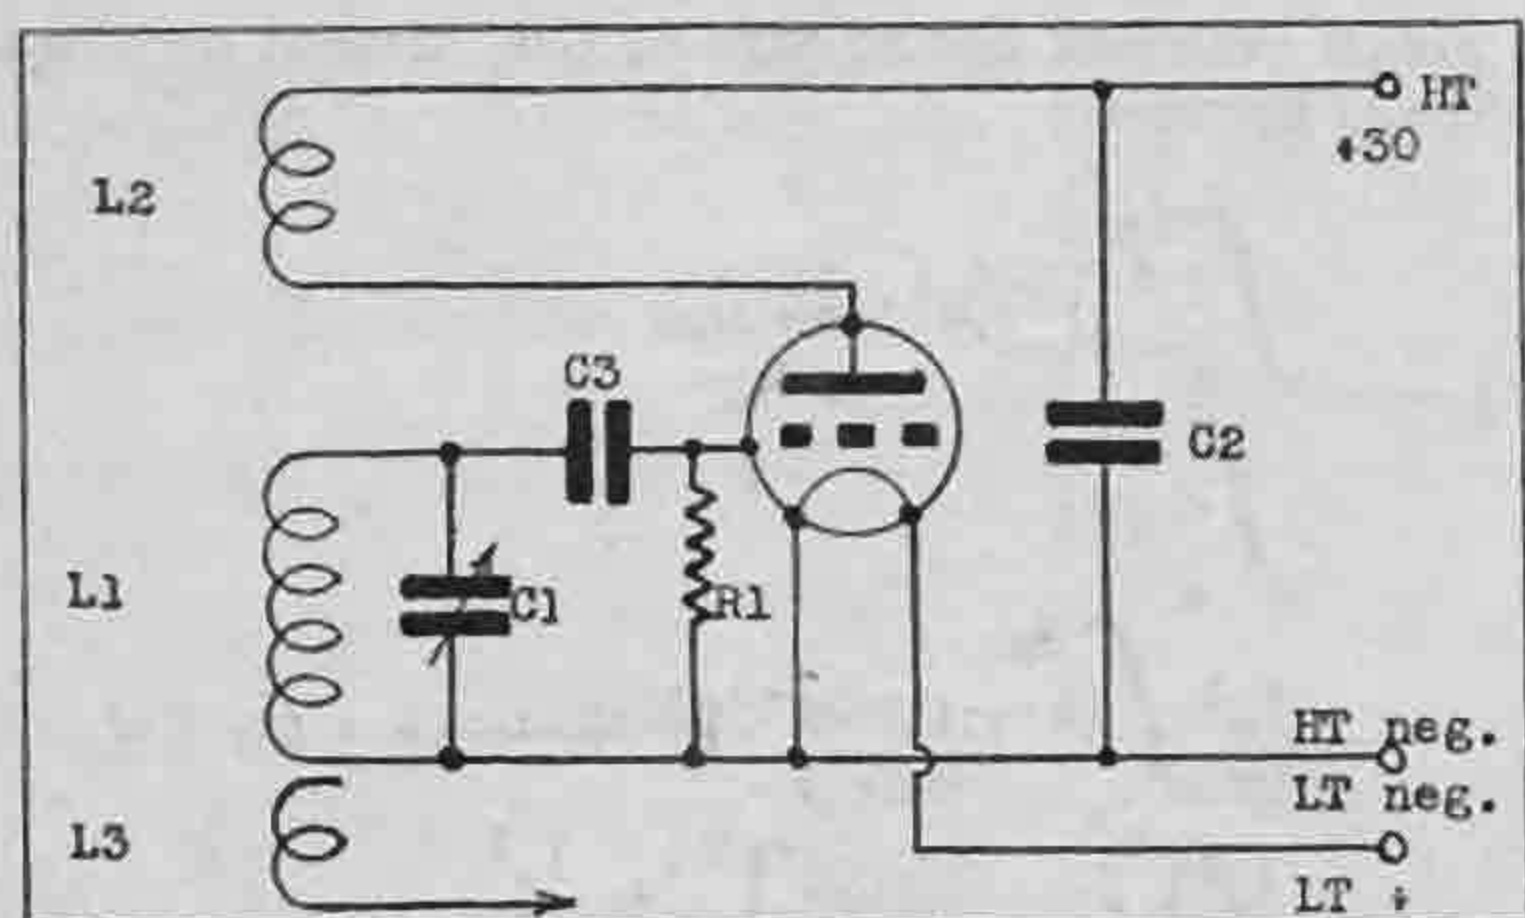 HT
+30
L2
C3
C2
L1
C1
R1
HT neg.
LT neg.
L3
LT +